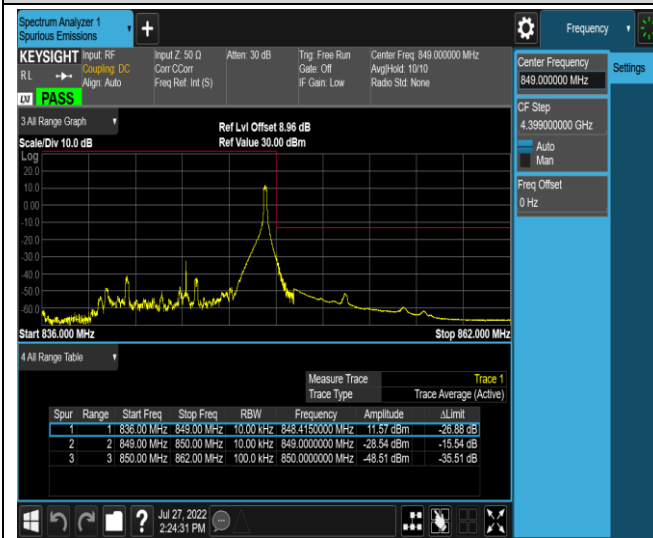 Spectrum Analyzer 1
Spurious Emissions
Frequency
KEYSIGHT
RL
LXI PASS
Input: RF
Coupling: DC
Align: Auto
Input Z: 50 Ω
Corr CCorr
Freq Ref: Int (S)
Atten: 30 dB
Trig: Free Run
Gate: Off
IF Gain: Low
Center Freq: 849.000000 MHz
Avg|Hold: 10/10
Radio Std: None
Center Frequency
849.000000 MHz
Settings
CF Step
4.399000000 GHz
Auto
Man
Freq Offset
0 Hz
3 All Range Graph
Scale/Div 10.0 dB
Ref Lvl Offset 8.96 dB
Ref Value 30.00 dBm
Log
20.0
10.0
0.00
-10.0
-20.0
-30.0
-40.0
-50.0
-60.0
Start 836.000 MHz
Stop 862.000 MHz
4 All Range Table
Measure Trace Trace 1
Trace Type Trace Average (Active)
Spur Range Start Freq Stop Freq RBW Frequency Amplitude ΔLimit
1 1 836.00 MHz 849.00 MHz 10.00 kHz 848.4150000 MHz 11.57 dBm -26.88 dB
2 2 849.00 MHz 850.00 MHz 10.00 kHz 849.0000000 MHz -28.54 dBm -15.54 dB
3 3 850.00 MHz 862.00 MHz 100.0 kHz 850.0000000 MHz -48.51 dBm -35.51 dB
Jul 27, 2022
2:24:31 PM